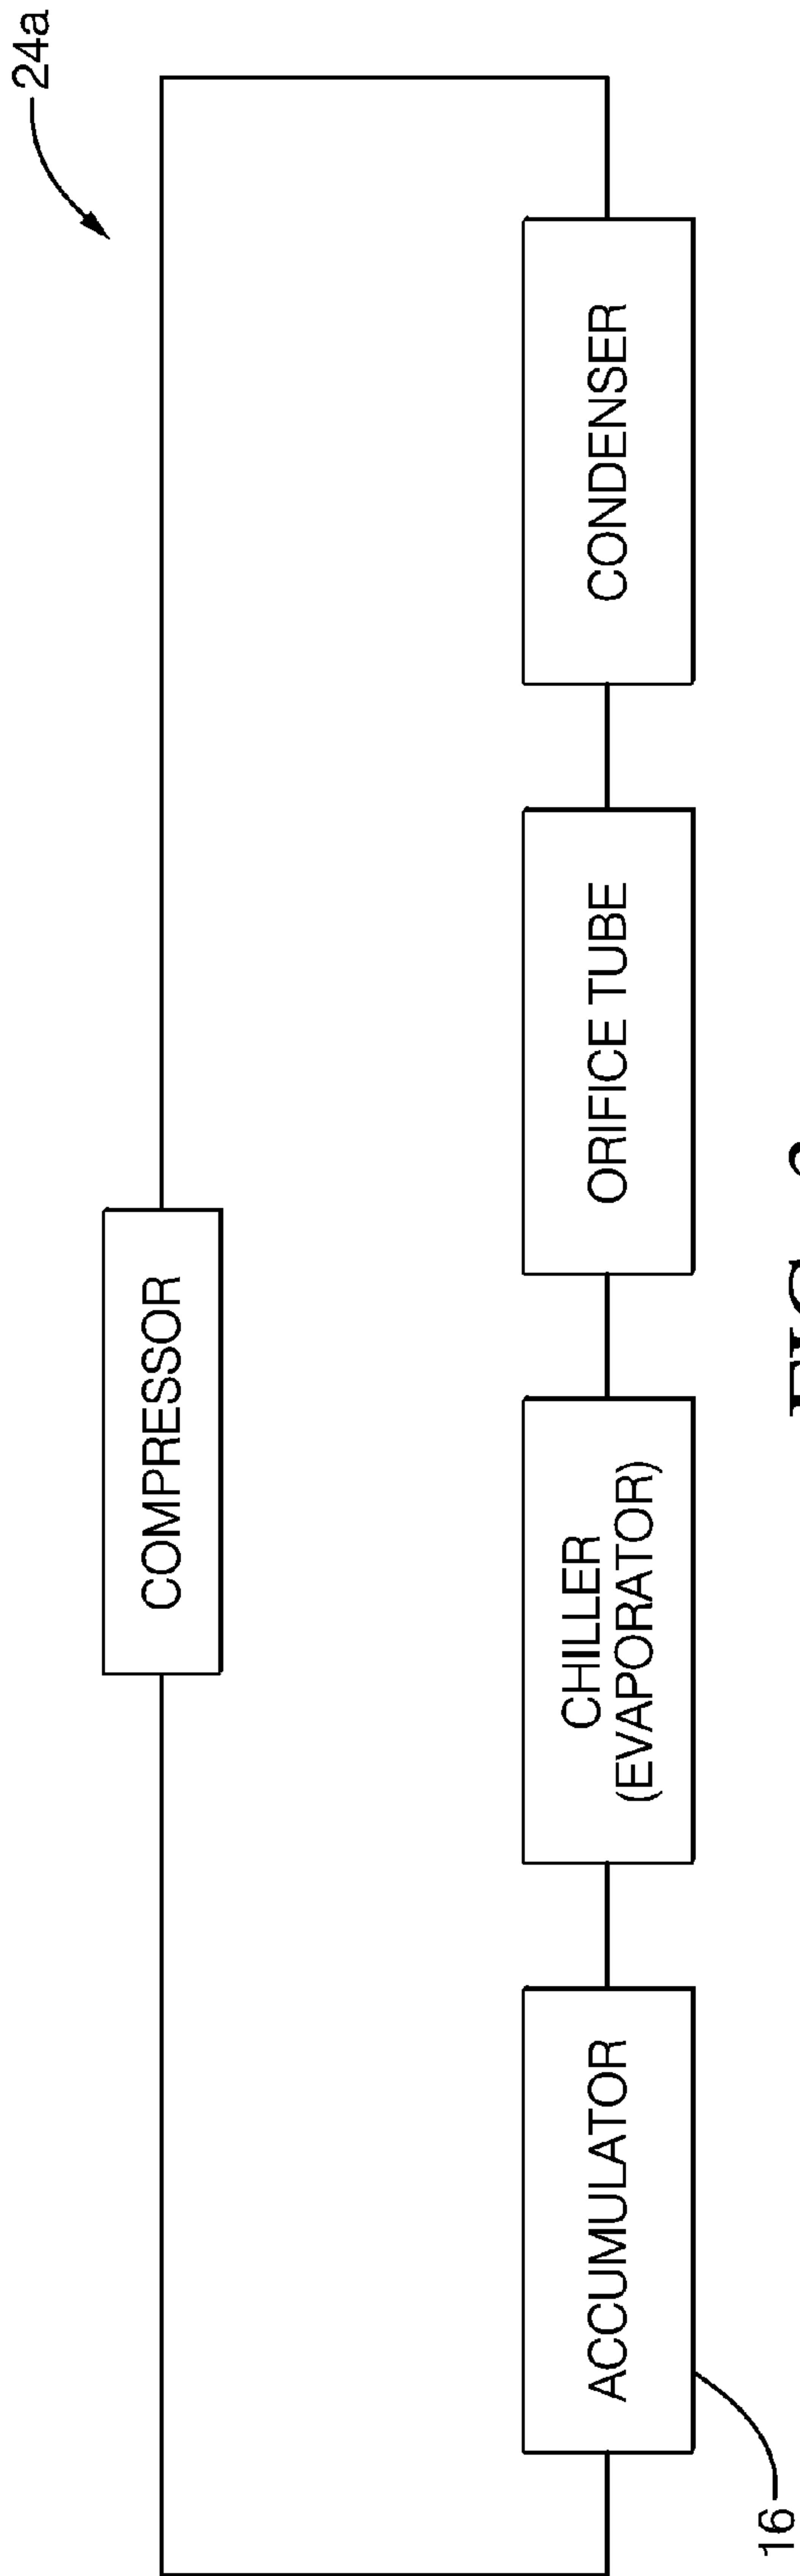 24a
COMPRESSOR
ACCUMULATOR
CHILLER
(EVAPORATOR)
ORIFICE TUBE
CONDENSER
16